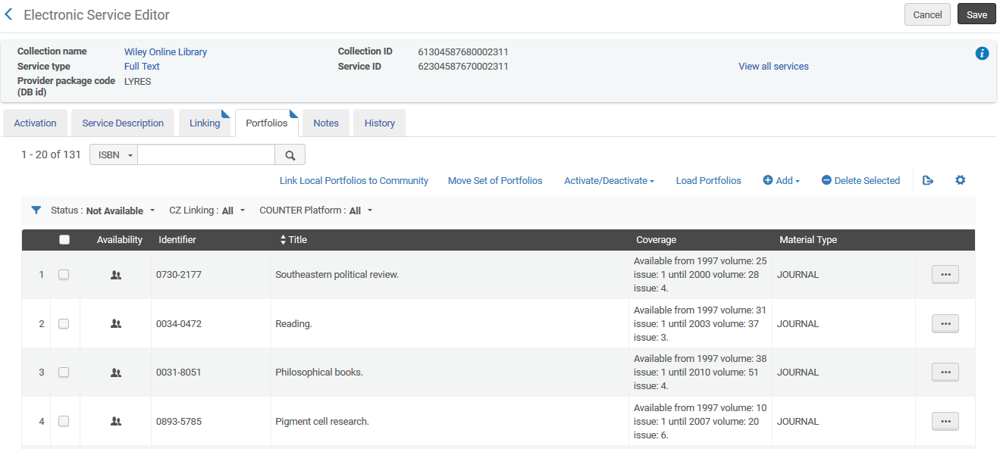 Electronic Service Editor
Cancel
Save
Collection name Wiley Online Library Collection ID 61304587680002311
Service type Full Text Service ID 62304587670002311 View all services
Provider package code LYRES
(DB id)
Activation Service Description Linking Portfolios Notes History
1 - 20 of 131 ISBN
Link Local Portfolios to Community Move Set of Portfolios Activate/Deactivate Load Portfolios Add Delete Selected
Status : Not Available CZ Linking : All COUNTER Platform : All
Availability Identifier Title Coverage Material Type
Available from 1997 volume: 25
1 0730-2177 Southeastern political review. issue: 1 until 2000 volume: 28 JOURNAL
issue: 4.
Available from 1997 volume: 31
2 0034-0472 Reading. issue: 1 until 2003 volume: 37 JOURNAL
issue: 3.
Available from 1997 volume: 38
3 0031-8051 Philosophical books. issue: 1 until 2010 volume: 51 JOURNAL
issue: 4.
Available from 1997 volume: 10
4 0893-5785 Pigment cell research. issue: 1 until 2007 volume: 20 JOURNAL
issue: 6.